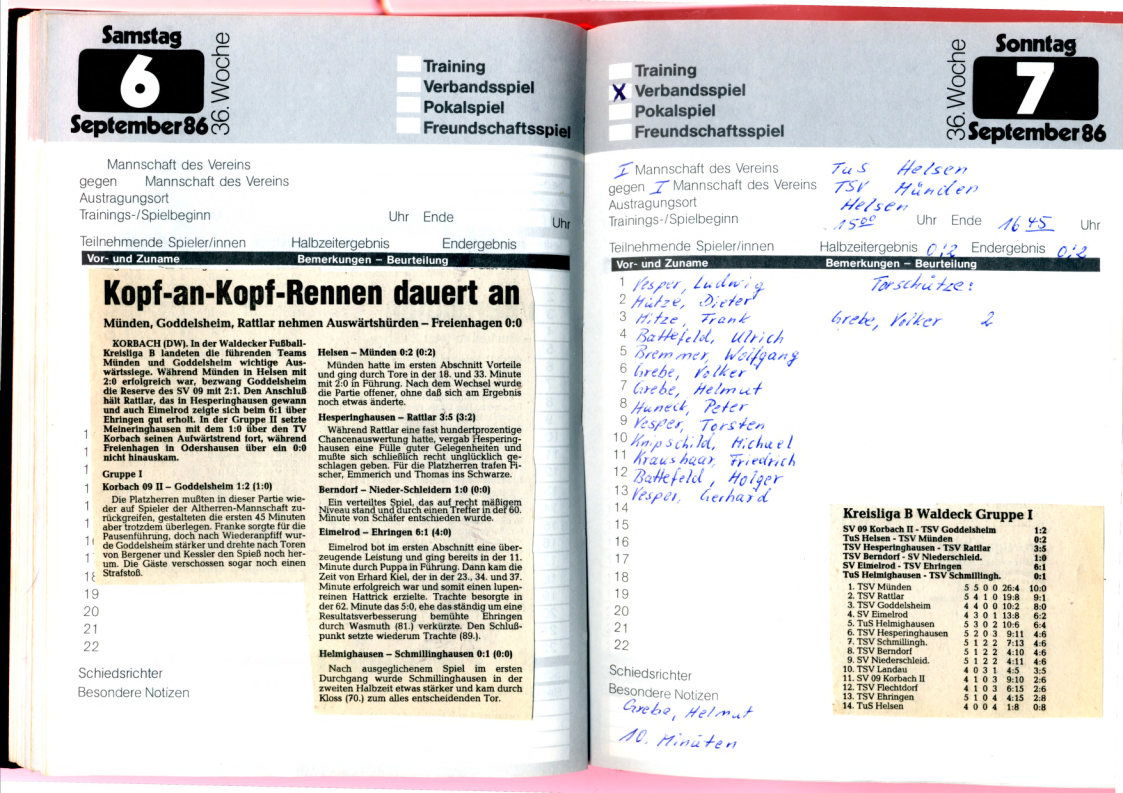 Samstag
6
September 86
36. Woche
Training
Verbandsspiel
Pokalspiel
Freundschaftsspiel
Mannschaft des Vereins
gegen Mannschaft des Vereins
Austragungsort
Trainings-/Spielbeginn Uhr Ende Uhr
Teilnehmende Spieler/innen Halbzeitergebnis Endergebnis
Vor- und Zuname Bemerkungen – Beurteilung
Kopf-an-Kopf-Rennen dauert an
Münden, Goddelsheim, Rattlar nehmen Auswärtshürden – Freienhagen 0:0
KORBACH (DW). In der Waldecker Fußball-
Kreisliga B landeten die führenden Teams
Münden und Goddelsheim wichtige Aus-
wärtssiege. Während Münden in Helsen mit
2:0 erfolgreich war, bezwang Goddelsheim
die Reserve des SV 09 mit 2:1. Den Anschluß
hält Rattlar, das in Hesperinghausen gewann
und auch Eimelrod zeigte sich beim 6:1 über
Ehringen gut erholt. In der Gruppe II setzte
Meineringhausen mit dem 1:0 über den TV
Korbach seinen Aufwärtstrend fort, während
Freienhagen in Odershausen über ein 0:0
nicht hinauskam.
Gruppe I
Korbach 09 II – Goddelsheim 1:2 (1:0)
Die Platzherren mußten in dieser Partie wie-
der auf Spieler der Altherren-Mannschaft zu-
rückgreifen, gestalteten die ersten 45 Minuten
aber trotzdem überlegen. Franke sorgte für die
Pausenführung, doch nach Wiederanpfiff wur-
de Goddelsheim stärker und drehte nach Toren
von Bergener und Kessler den Spieß noch her-
um. Die Gäste verschossen sogar noch einen
Strafstoß.
Helsen – Münden 0:2 (0:2)
Münden hatte im ersten Abschnitt Vorteile
und ging durch Tore in der 18. und 33. Minute
mit 2:0 in Führung. Nach dem Wechsel wurde
die Partie offener, ohne daß sich am Ergebnis
noch etwas änderte.
Hesperinghausen – Rattlar 3:5 (3:2)
Während Rattlar eine fast hundertprozentige
Chancenauswertung hatte, vergab Hespering-
hausen eine Fülle guter Gelegenheiten und
mußte sich schließlich recht unglücklich ge-
schlagen geben. Für die Platzherren trafen Fi-
scher, Emmerich und Thomas ins Schwarze.
Berndorf – Nieder-Schleidern 1:0 (0:0)
Ein verteiltes Spiel, das auf recht mäßigem
Niveau stand und durch einen Treffer in der 60.
Minute von Schäfer entschieden wurde.
Eimelrod – Ehringen 6:1 (4:0)
Eimelrod bot im ersten Abschnitt eine über-
zeugende Leistung und ging bereits in der 11.
Minute durch Puppa in Führung. Dann kam die
Zeit von Erhard Kiel, der in der 23., 34. und 37.
Minute erfolgreich war und somit einen lupen-
reinen Hattrick erzielte. Trachte besorgte in
der 62. Minute das 5:0, ehe das ständig um eine
Resultatsverbesserung bemühte Ehringen
durch Wasmuth (81.) verkürzte. Den Schluß-
punkt setzte wiederum Trachte (89.).
Helmighausen – Schmillinghausen 0:1 (0:0)
Nach ausgeglichenem Spiel im ersten
Durchgang wurde Schmillinghausen in der
zweiten Halbzeit etwas stärker und kam durch
Kloss (70.) zum alles entscheidenden Tor.
19
20
21
22
Schiedsrichter
Besondere Notizen
Training
X Verbandsspiel
Pokalspiel
Freundschaftsspiel
36. Woche
Sonntag
7
September 86
I Mannschaft des Vereins TuS Helsen
gegen I Mannschaft des Vereins TSV Münden
Austragungsort Helsen
Trainings-/Spielbeginn 15 00 Uhr Ende 16 45 Uhr
Teilnehmende Spieler/innen Halbzeitergebnis 0:2 Endergebnis 0:2
Vor- und Zuname Bemerkungen – Beurteilung
1 Vesper, Ludwig Torschütze:
2 Hütze, Dieter
3 Hitze, Frank Grebe, Volker 2
4 Battefeld, Ulrich
5 Bremmer, Wolfgang
6 Grebe, Volker
7 Grebe, Helmut
8 Huneck, Peter
9 Vesper, Torsten
10 Knipschild, Michael
11 Kraushaar, Friedrich
12 Battefeld, Holger
13 Vesper, Gerhard
14
15
16
17
18
19
20
21
22
Kreisliga B Waldeck Gruppe I
SV 09 Korbach II - TSV Goddelsheim 1:2
TuS Helsen - TSV Münden 0:2
TSV Hesperinghausen - TSV Rattlar 3:5
TSV Berndorf - SV Niederschleid. 1:0
SV Eimelrod - TSV Ehringen 6:1
TuS Helmighausen - TSV Schmillingh. 0:1
1. TSV Münden 5 5 0 0 26:4 10:0
2. TSV Rattlar 5 4 1 0 19:8 9:1
3. TSV Goddelsheim 4 4 0 0 10:2 8:0
4. SV Eimelrod 4 3 0 1 13:8 6:2
5. TuS Helmighausen 5 3 0 2 10:6 6:4
6. TSV Hesperinghausen 5 2 0 3 9:11 4:6
7. TSV Schmillingh. 5 1 2 2 7:13 4:6
8. TSV Berndorf 5 1 2 2 4:10 4:6
9. SV Niederschleid. 5 1 2 2 4:11 4:6
10. TSV Landau 4 0 3 1 4:5 3:5
11. SV 09 Korbach II 4 1 0 3 9:10 2:6
12. TSV Flechtdorf 4 1 0 3 6:15 2:6
13. TSV Ehringen 5 1 0 4 4:15 2:8
14. TuS Helsen 4 0 0 4 1:8 0:8
Schiedsrichter
Besondere Notizen
Grebe, Helmut
10. Minuten